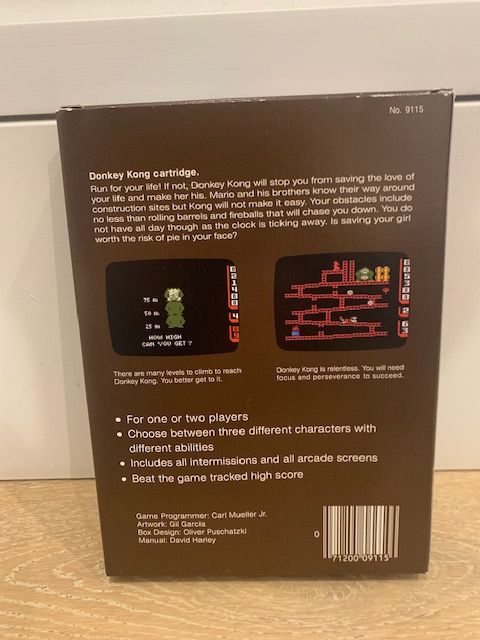 No. 9115
Donkey Kong cartridge.
Run for your life! If not, Donkey Kong will stop you from saving the love of
your life and make her his. Mario and his brothers know their way around
construction sites but Kong will not make it easy. Your obstacles include
no less than rolling barrels and fireballs that will chase you down. You do
not have all day though as the clock is ticking away. Is saving your girl
worth the risk of pie in your face?
75 m
50 m
25 m
HOW HIGH
CAN YOU GET ?
021400
4
005300
2
63
There are many levels to climb to reach
Donkey Kong. You better get to it.
Donkey Kong is relentless. You will need
focus and perseverance to succeed.
• For one or two players
• Choose between three different characters with
different abilities
• Includes all intermissions and all arcade screens
• Beat the game tracked high score
Game Programmer: Carl Mueller Jr.
Artwork: Gil Garcia
Box Design: Oliver Puschatzki
Manual: David Harley
0
71200 09115